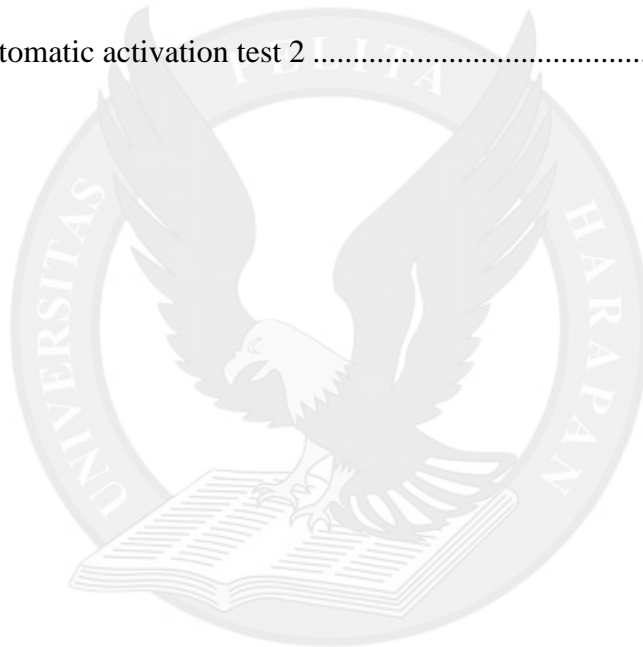 tomatic activation test 2 ..........................................
UNIVERSITAS PELITA HARAPAN